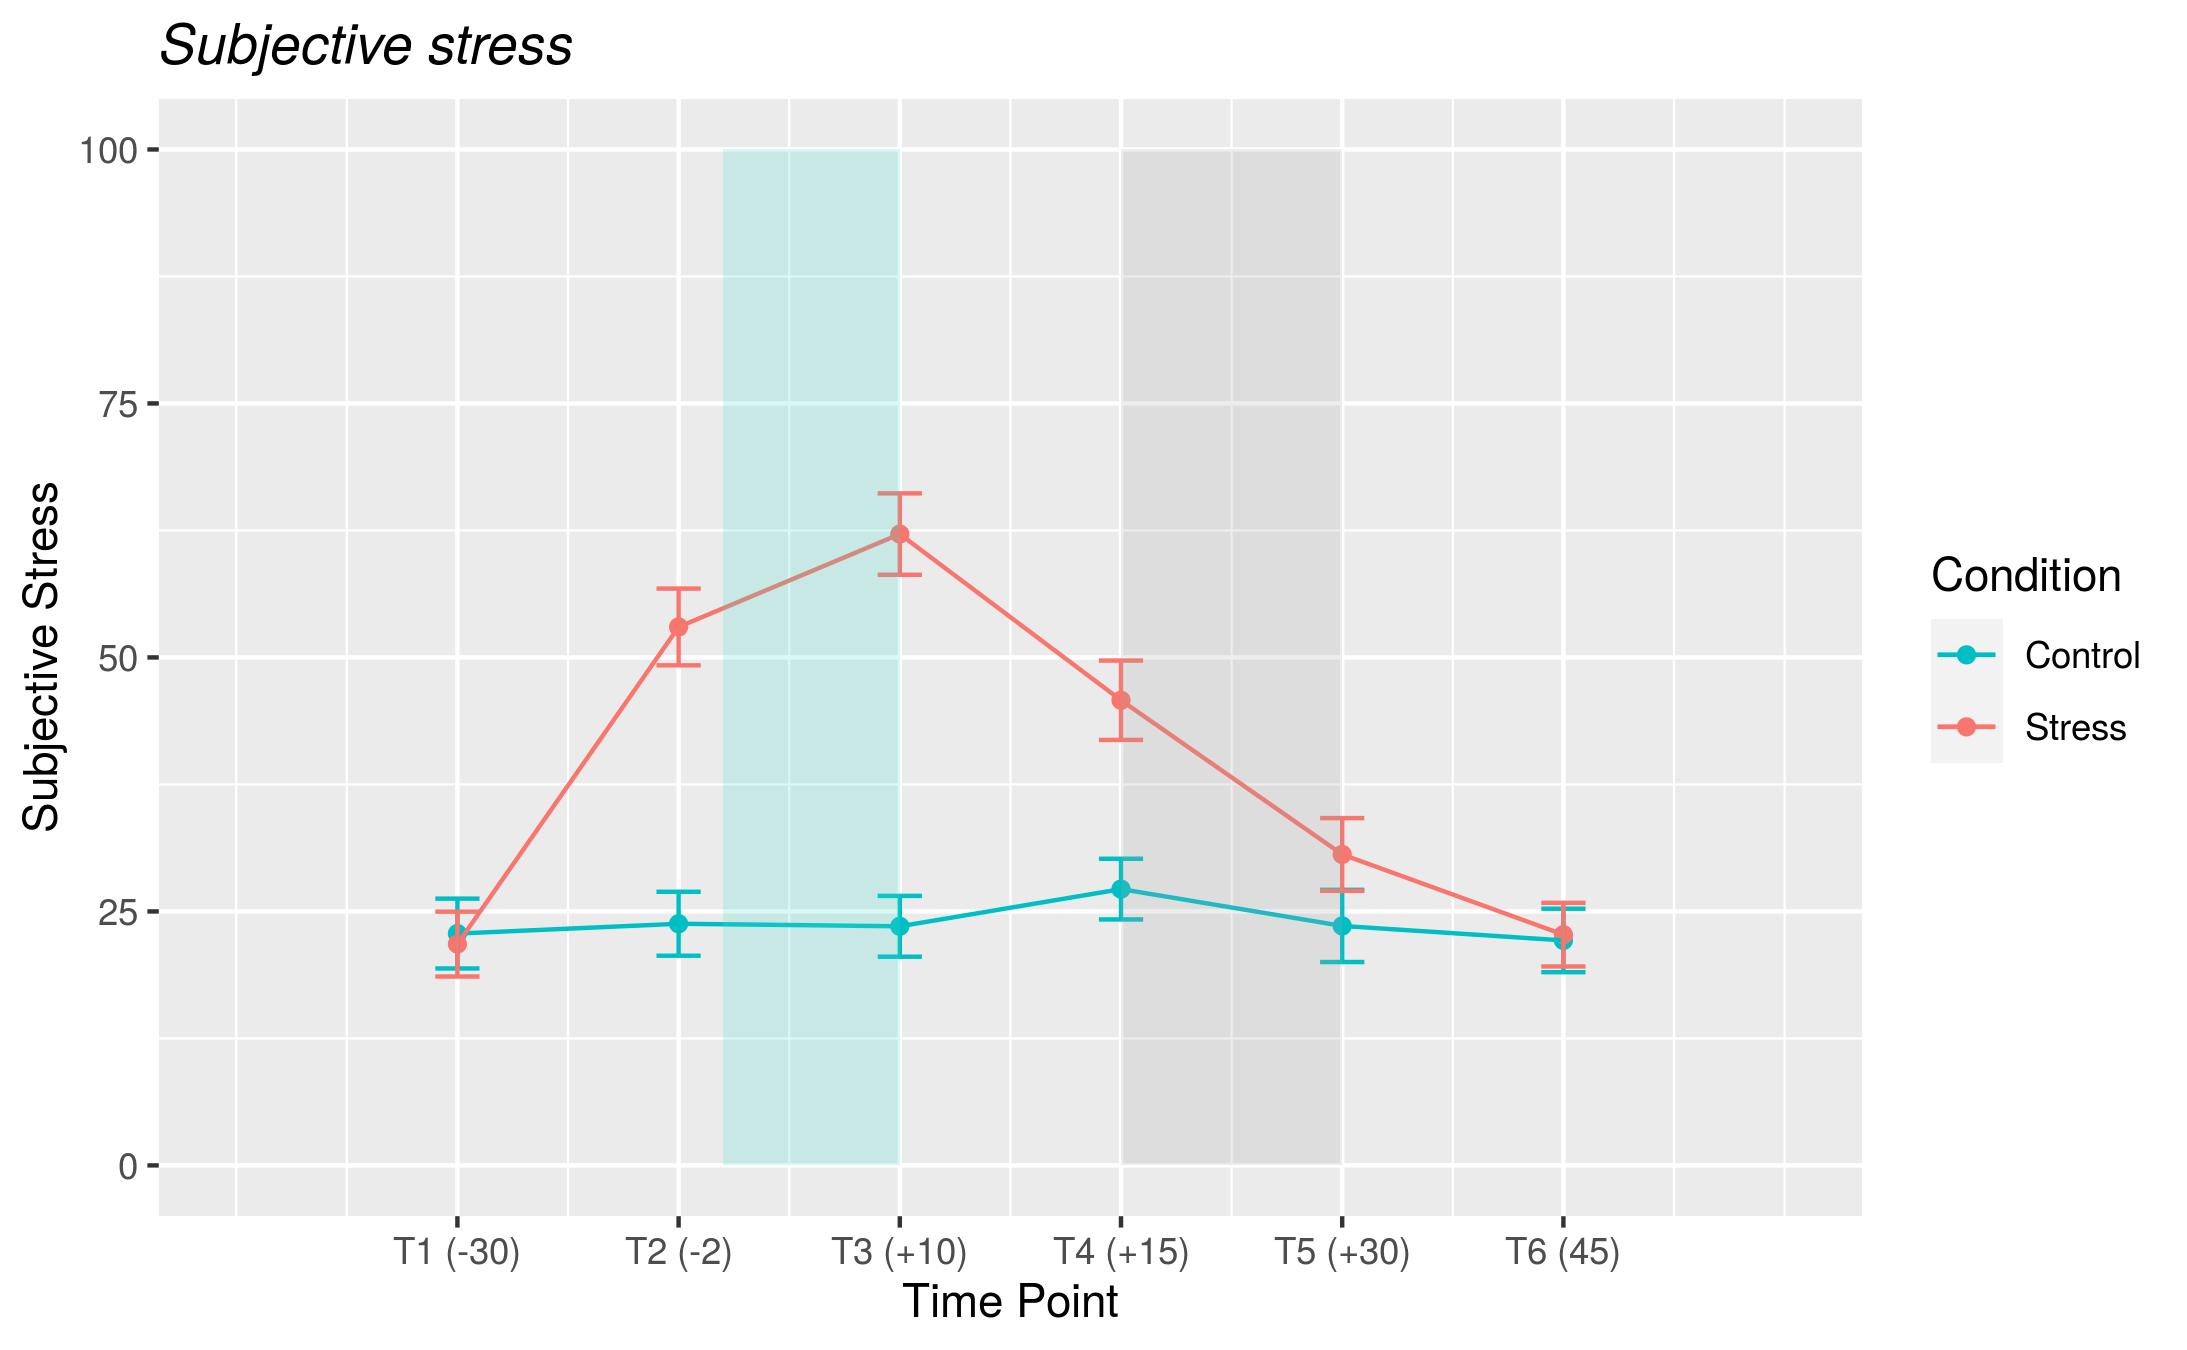 Subjective stress
100
75
50
25
0
Subjective Stress
T1 (-30) T2 (-2) T3 (+10) T4 (+15) T5 (+30) T6 (45)
Time Point
Condition
Control
Stress